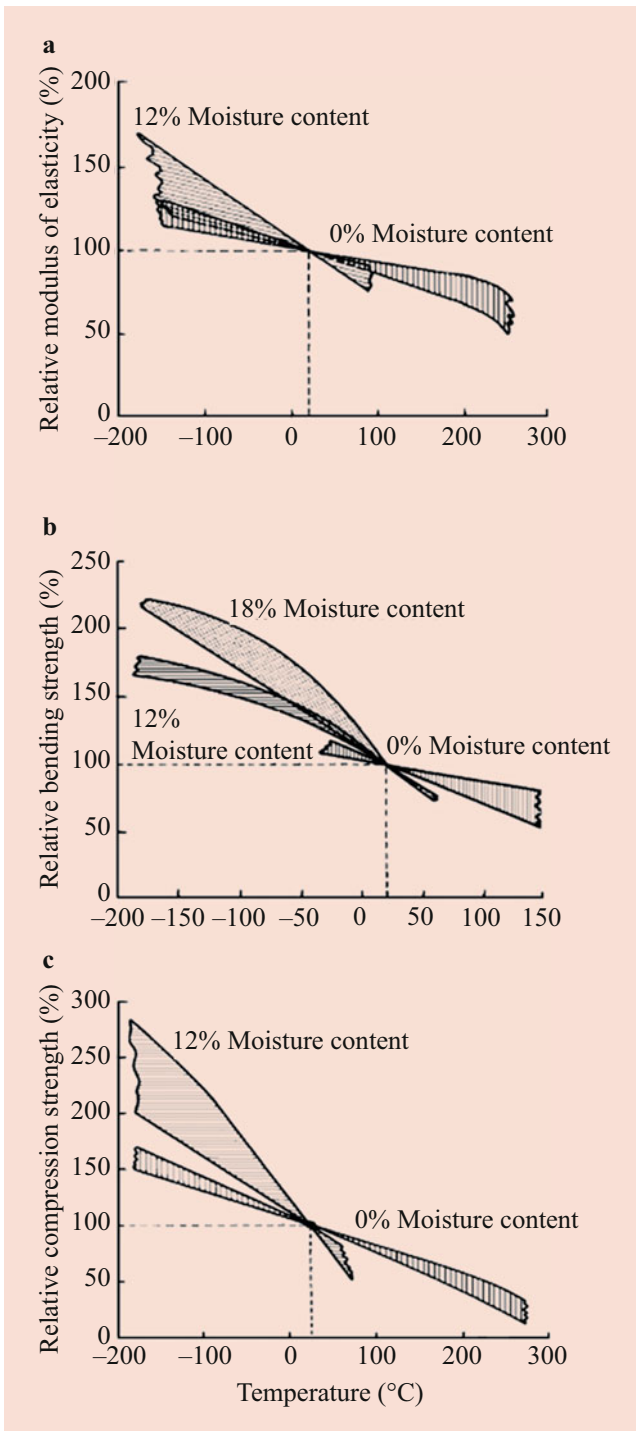 a
Relative modulus of elasticity (%)
200
150
100
50
0
12% Moisture content
0% Moisture content
–200 –100 0 100 200 300
b
Relative bending strength (%)
250
200
150
100
50
0
18% Moisture content
12%
Moisture content
0% Moisture content
–200 –150 –100 –50 0 50 100 150
c
Relative compression strength (%)
300
250
200
150
100
50
0
12% Moisture content
0% Moisture content
–200 –100 0 100 200 300
Temperature (°C)